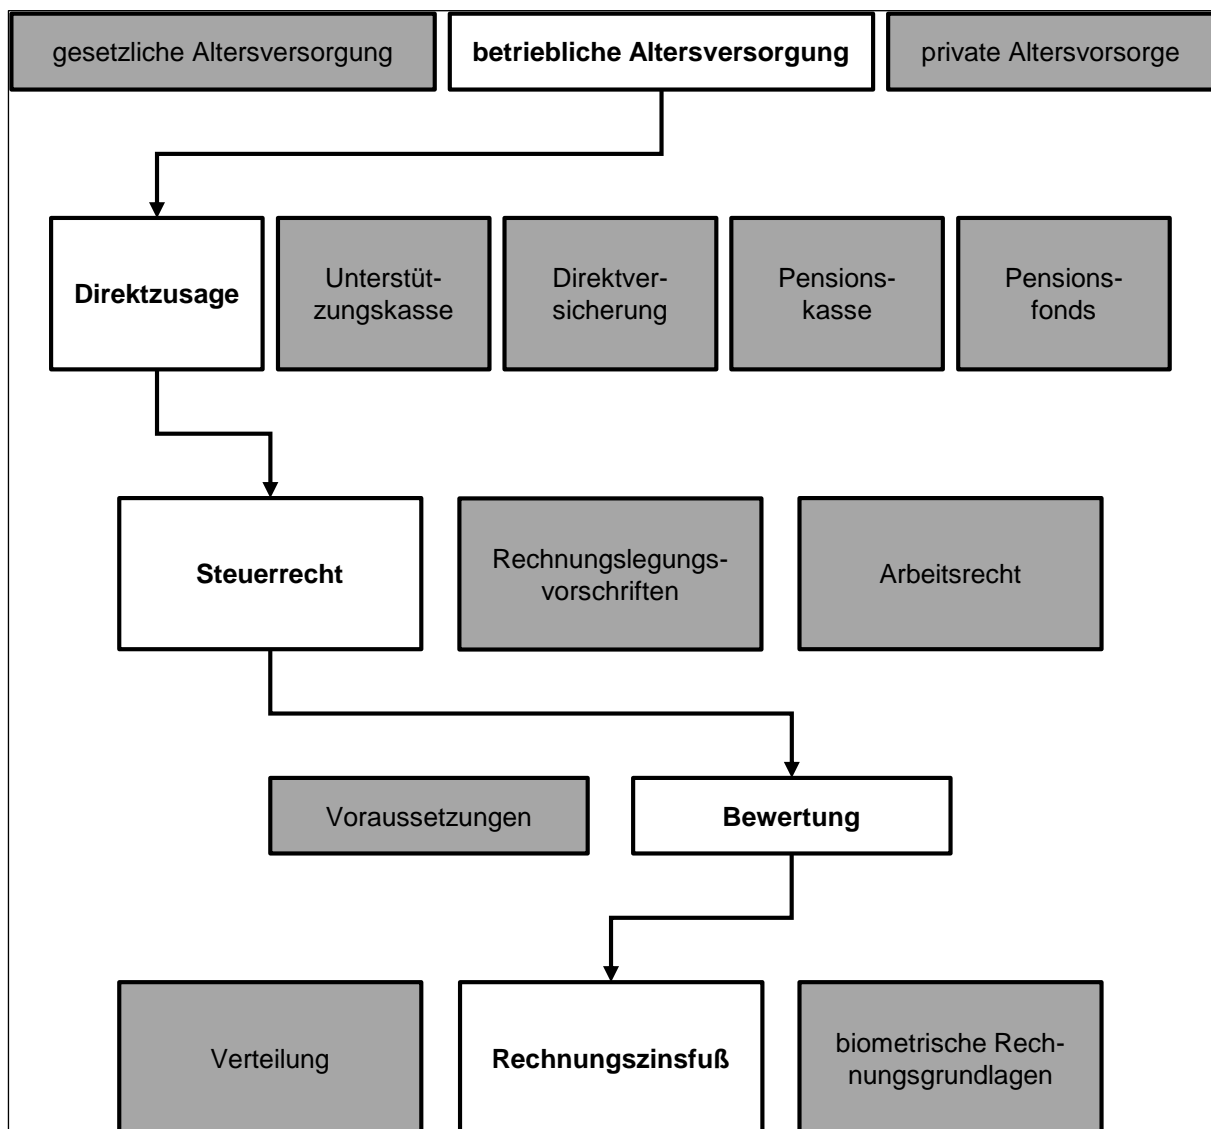 gesetzliche Altersversorgung
betriebliche Altersversorgung
private Altersvorsorge
Direktzusage
Unterstüt-
zungskasse
Direktver-
sicherung
Pensions-
kasse
Pensions-
fonds
Steuerrecht
Rechnungslegungs-
vorschriften
Arbeitsrecht
Voraussetzungen
Bewertung
Verteilung
Rechnungszinsfuß
biometrische Rech-
nungsgrundlagen